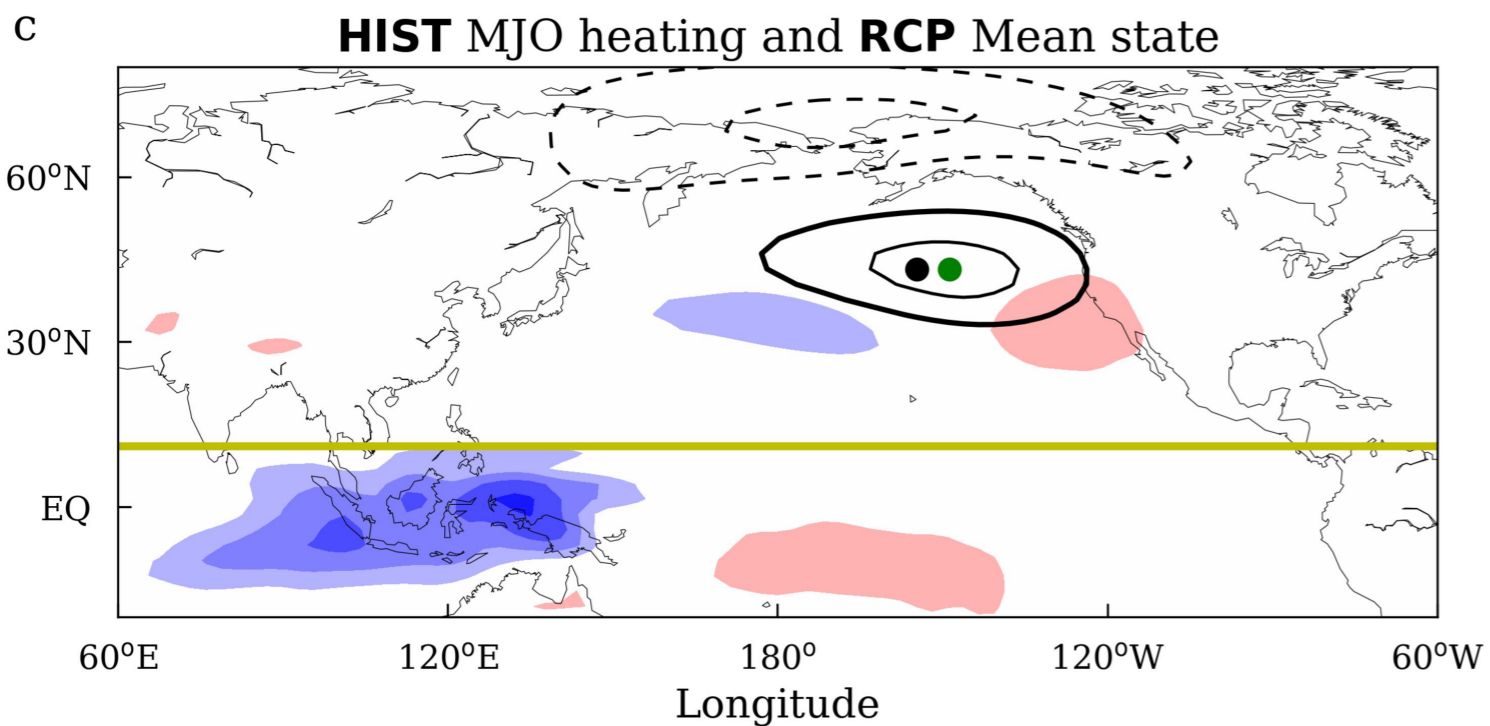 c
HIST MJO heating and RCP Mean state
60°N
30°N
EQ
60°E 120°E 180° 120°W 60°W
Longitude